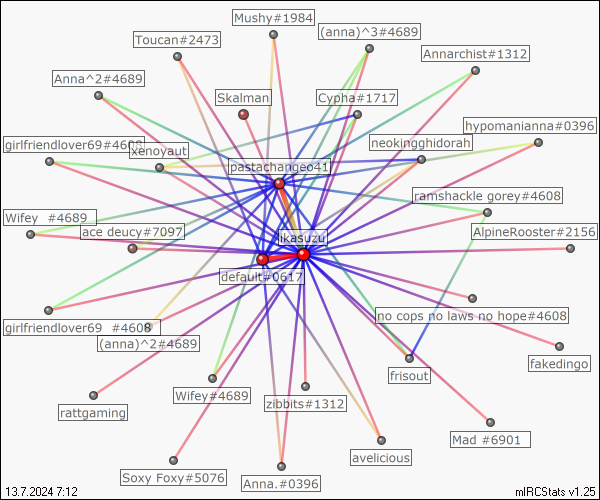 Mushy#1984
(anna)^3#4689
Toucan#2473
Annarchist#1312
Anna^2#4689
Skalman
Cypha#1717
hypomanianna#0396
girlfriendlover69#4608
xenoyaut
neokingghidorah
pastachangeo41
ramshackle gorey#4608
Wifey  #4689
ace deucy#7097
likasuzu
AlpineRooster#2156
default#0617
no cops no laws no hope#4608
girlfriendlover69  #4608
(anna)^2#4689
fakedingo
frisout
Wifey#4689
zibbits#1312
rattgaming
Mad #6901
avelicious
Soxy Foxy#5076
Anna.#0396
13.7.2024 7:12
mIRCStats v1.25